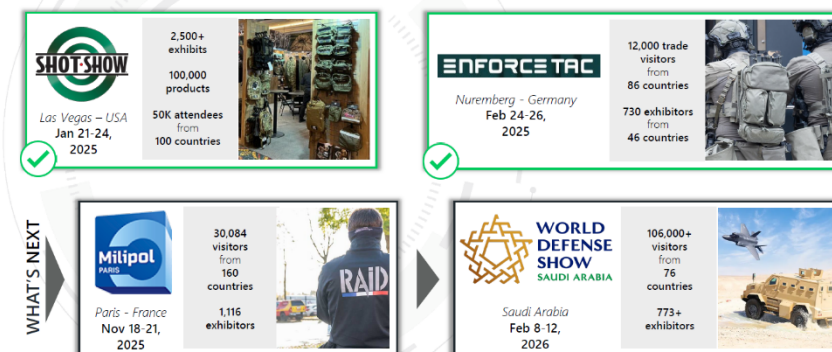 SHOT·SHOW
Las Vegas – USA
Jan 21-24,
2025
2,500+
exhibits
100,000
products
50K attendees
from
100 countries
ENFORCE TAC
Nuremberg - Germany
Feb 24-26,
2025
12,000 trade
visitors
from
86 countries
730 exhibitors
from
46 countries
WHAT'S NEXT
Milipol
PARIS
Paris - France
Nov 18-21,
2025
30,084
visitors
from
160
countries
1,116
exhibitors
RAID
WORLD
DEFENSE
SHOW
SAUDI ARABIA
Saudi Arabia
Feb 8-12,
2026
106,000+
visitors
from
76
countries
773+
exhibitors